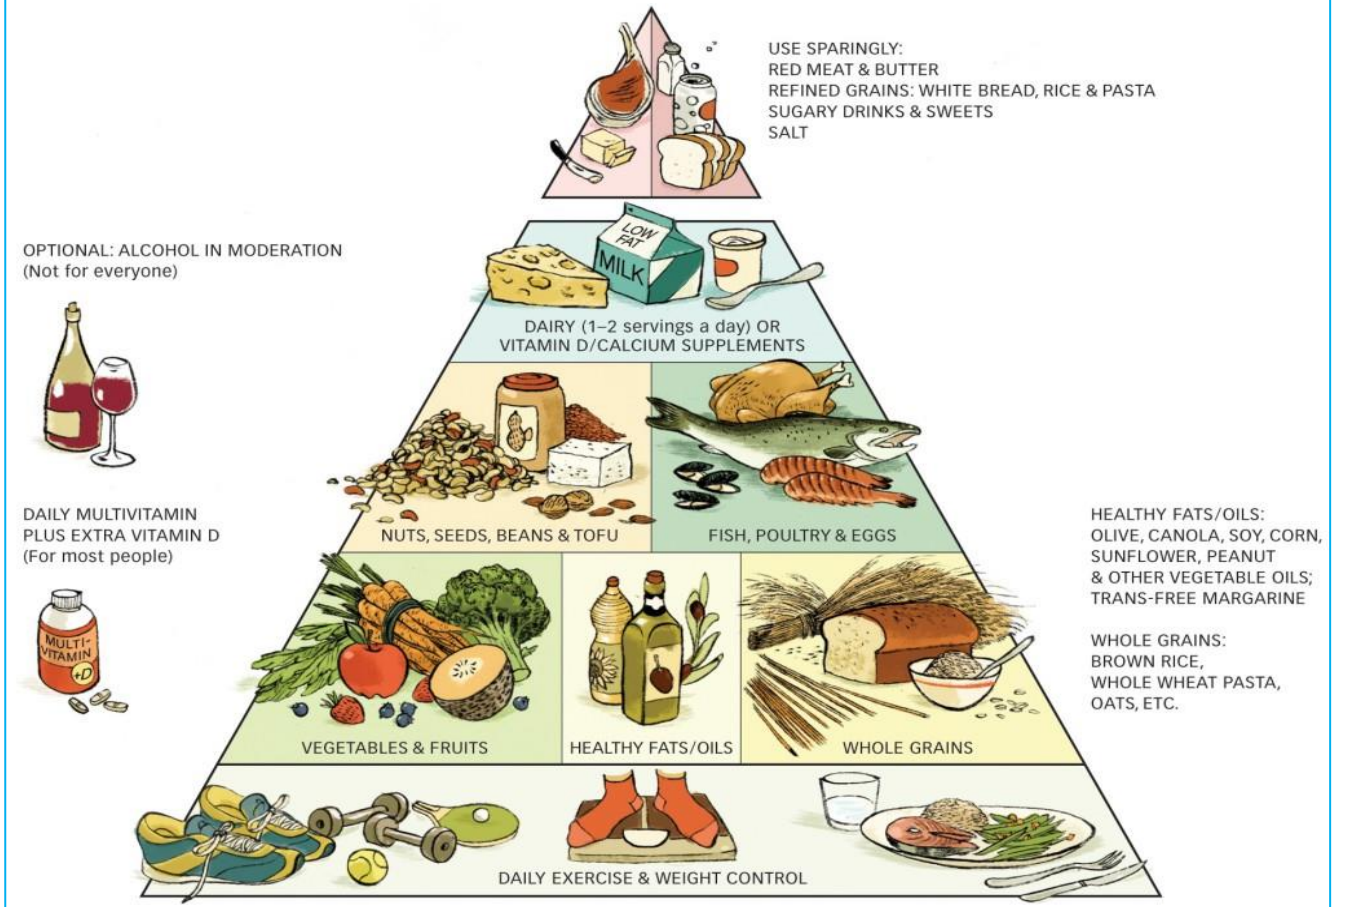 USE SPARINGLY:
RED MEAT & BUTTER
REFINED GRAINS: WHITE BREAD, RICE & PASTA
SUGARY DRINKS & SWEETS
SALT
OPTIONAL: ALCOHOL IN MODERATION
(Not for everyone)
LOW
FAT
MILK
DAIRY (1–2 servings a day) OR
VITAMIN D/CALCIUM SUPPLEMENTS
DAILY MULTIVITAMIN
PLUS EXTRA VITAMIN D
(For most people)
MULTI-
VITAMIN
+D
NUTS, SEEDS, BEANS & TOFU
FISH, POULTRY & EGGS
HEALTHY FATS/OILS:
OLIVE, CANOLA, SOY, CORN,
SUNFLOWER, PEANUT
& OTHER VEGETABLE OILS;
TRANS-FREE MARGARINE
WHOLE GRAINS:
BROWN RICE,
WHOLE WHEAT PASTA,
OATS, ETC.
VEGETABLES & FRUITS
HEALTHY FATS/OILS
WHOLE GRAINS
DAILY EXERCISE & WEIGHT CONTROL